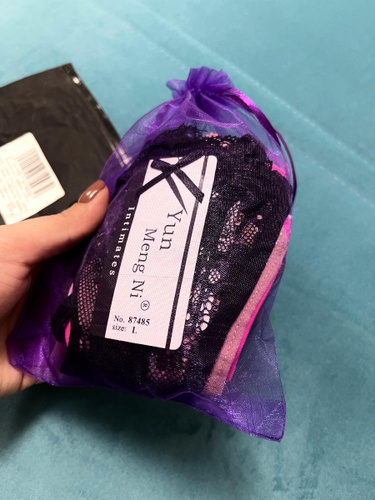 Yun
Meng Ni®
Intimates
No. 87485
size: L